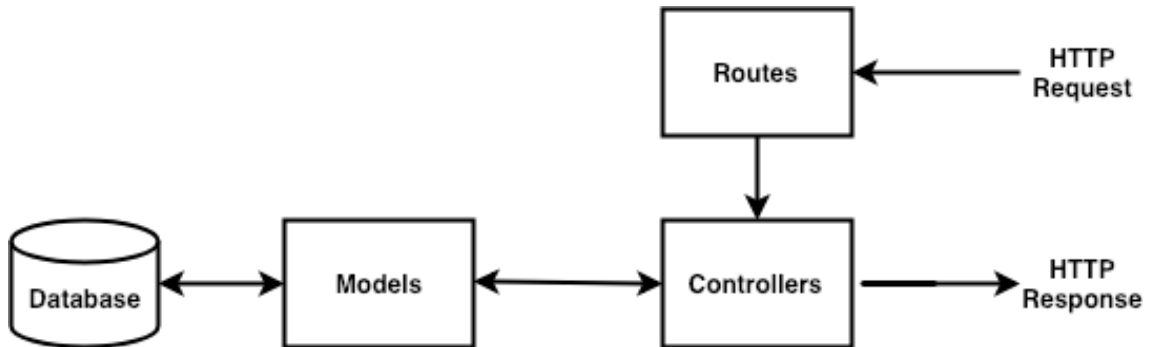 Routes
HTTP
Request
Database
Models
Controllers
HTTP
Response